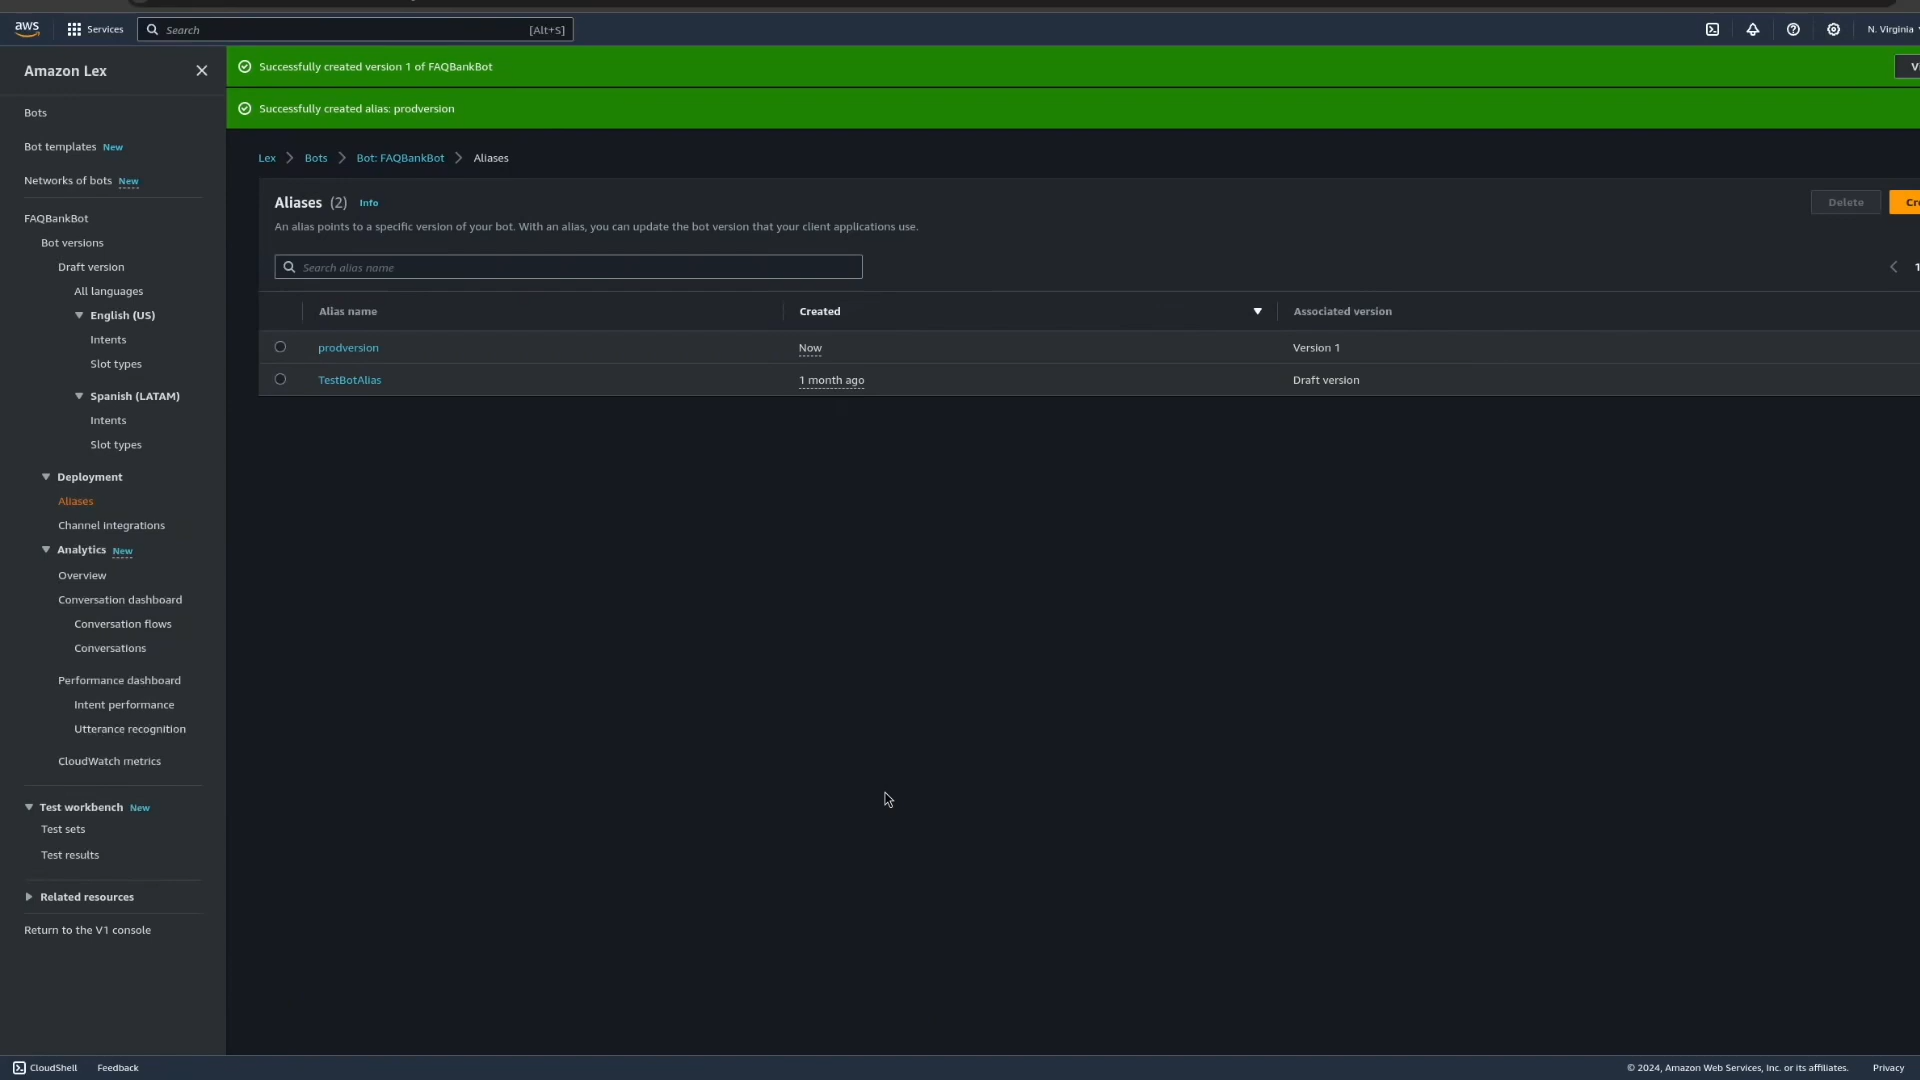 aws
Services
Search
[Alt+S]
N. Virginia
Amazon Lex
Bots
Bot templates New
Networks of bots New
FAQBankBot
Bot versions
Draft version
All languages
English (US)
Intents
Slot types
Spanish (LATAM)
Intents
Slot types
Deployment
Aliases
Channel integrations
Analytics New
Overview
Conversation dashboard
Conversation flows
Conversations
Performance dashboard
Intent performance
Utterance recognition
CloudWatch metrics
Test workbench New
Test sets
Test results
Related resources
Return to the V1 console
Successfully created version 1 of FAQBankBot
Successfully created alias: prodversion
Lex > Bots > Bot: FAQBankBot > Aliases
Aliases (2) Info
Delete
An alias points to a specific version of your bot. With an alias, you can update the bot version that your client applications use.
Search alias name
1
Alias name Created Associated version
prodversion Now Version 1
TestBotAlias 1 month ago Draft version
CloudShell Feedback
© 2024, Amazon Web Services, Inc. or its affiliates. Privacy